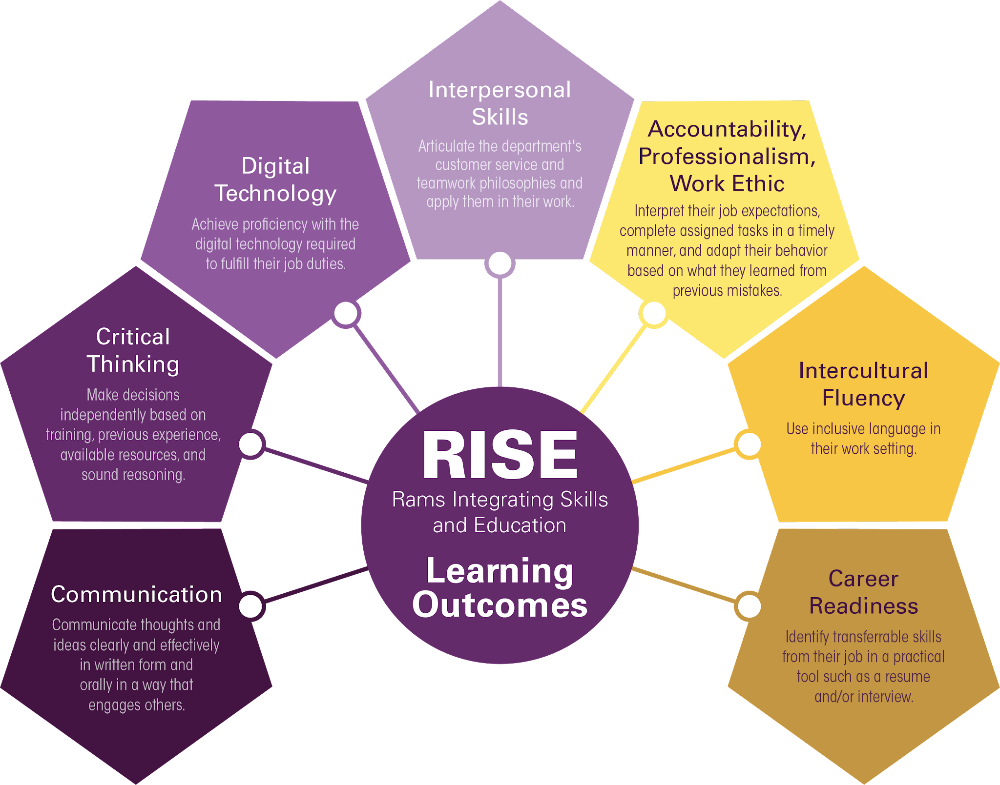 Interpersonal
Skills
Articulate the department's
customer service and
teamwork philosophies and
apply them in their work.
Digital
Technology
Achieve proficiency with the
digital technology required
to fulfill their job duties.
Accountability,
Professionalism,
Work Ethic
Interpret their job expectations,
complete assigned tasks in a timely
manner, and adapt their behavior
based on what they learned from
previous mistakes.
Critical
Thinking
Make decisions
independently based on
training, previous experience,
available resources, and
sound reasoning.
Intercultural
Fluency
Use inclusive language in
their work setting.
RISE
Rams Integrating Skills
and Education
Learning
Outcomes
Communication
Communicate thoughts and
ideas clearly and effectively
in written form and
orally in a way that
engages others.
Career
Readiness
Identify transferrable skills
from their job in a practical
tool such as a resume
and/or interview.